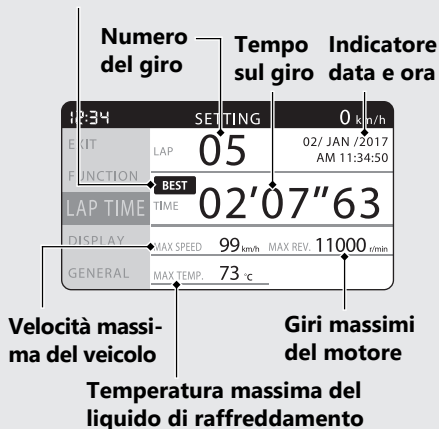 Numero
del giro
Tempo
sul giro
Indicatore
data e ora
12:34 SETTING 0 km/h
EXIT
FUNCTION
LAP TIME
DISPLAY
GENERAL
LAP 05 02/ JAN /2017
AM 11:34:50
BEST
TIME 02'07"63
MAX SPEED 99 km/h MAX REV. 11000 r/min
MAX TEMP. 73 °C
Velocità massi-
ma del veicolo
Giri massimi
del motore
Temperatura massima del
liquido di raffreddamento